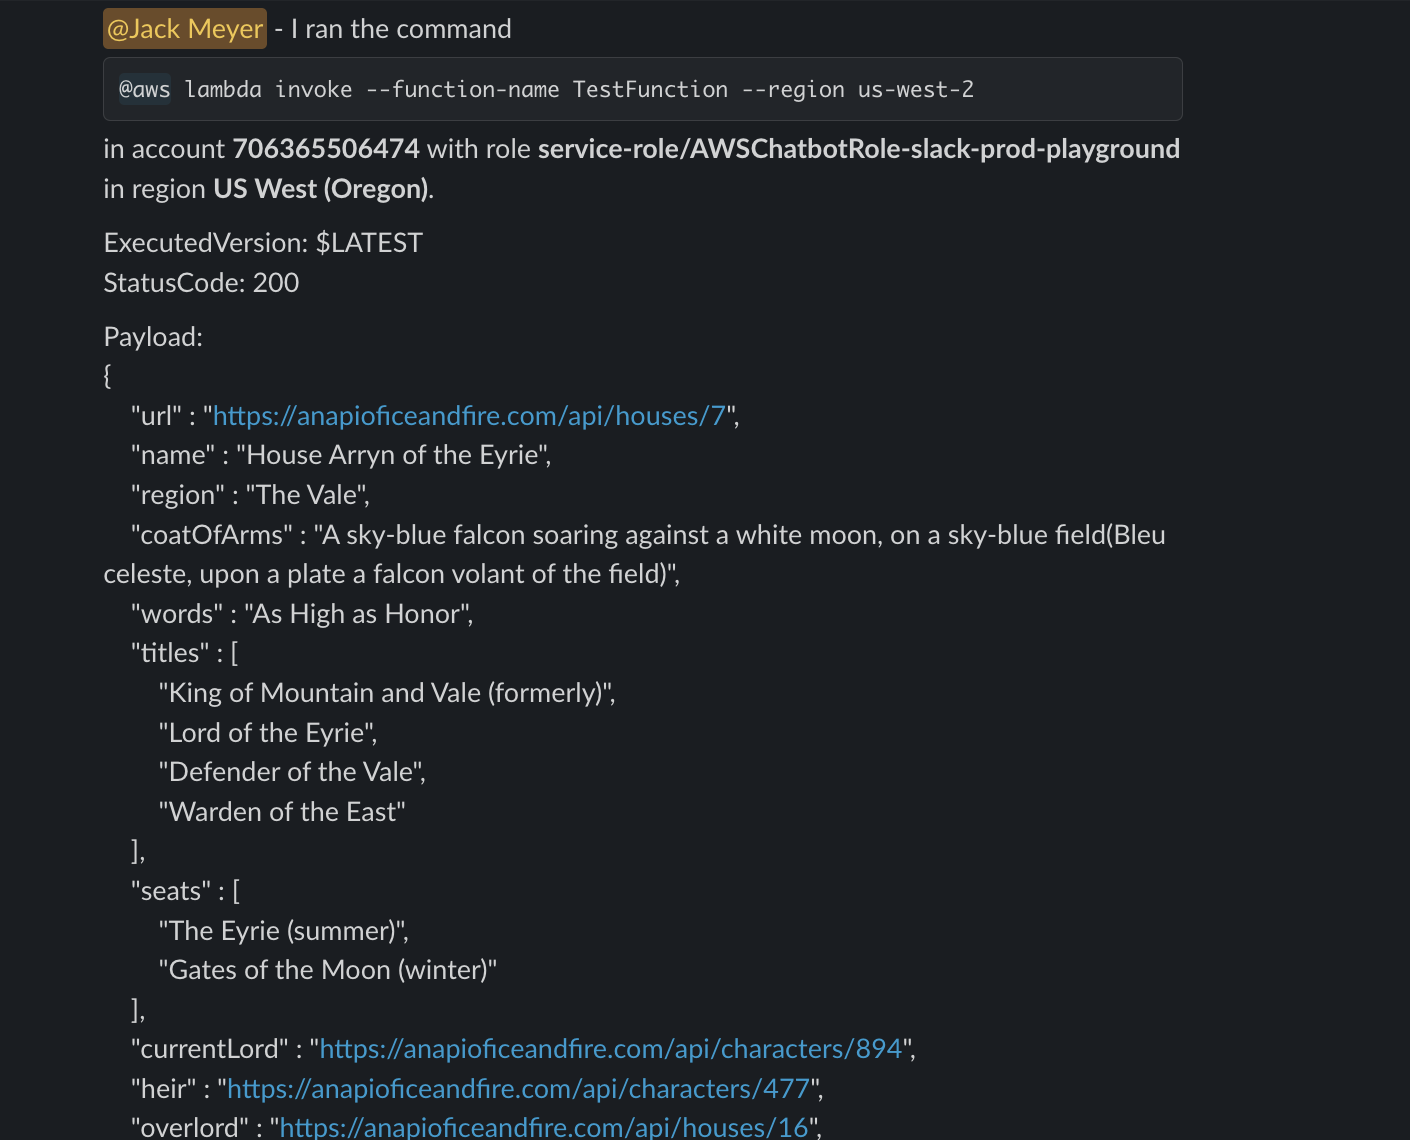 @Jack Meyer - I ran the command
@aws lambda invoke --function-name TestFunction --region us-west-2
in account 706365506474 with role service-role/AWSChatbotRole-slack-prod-playground
in region US West (Oregon).
ExecutedVersion: $LATEST
StatusCode: 200
Payload:
{
"url" : "https://anapioficeandfire.com/api/houses/7",
"name" : "House Arryn of the Eyrie",
"region" : "The Vale",
"coatOfArms" : "A sky-blue falcon soaring against a white moon, on a sky-blue field(Bleu
celeste, upon a plate a falcon volant of the field)",
"words" : "As High as Honor",
"titles" : [
"King of Mountain and Vale (formerly)",
"Lord of the Eyrie",
"Defender of the Vale",
"Warden of the East"
],
"seats" : [
"The Eyrie (summer)",
"Gates of the Moon (winter)"
],
"currentLord" : "https://anapioficeandfire.com/api/characters/894",
"heir" : "https://anapioficeandfire.com/api/characters/477",
"overlord" : "https://anapioficeandfire.com/api/houses/16",